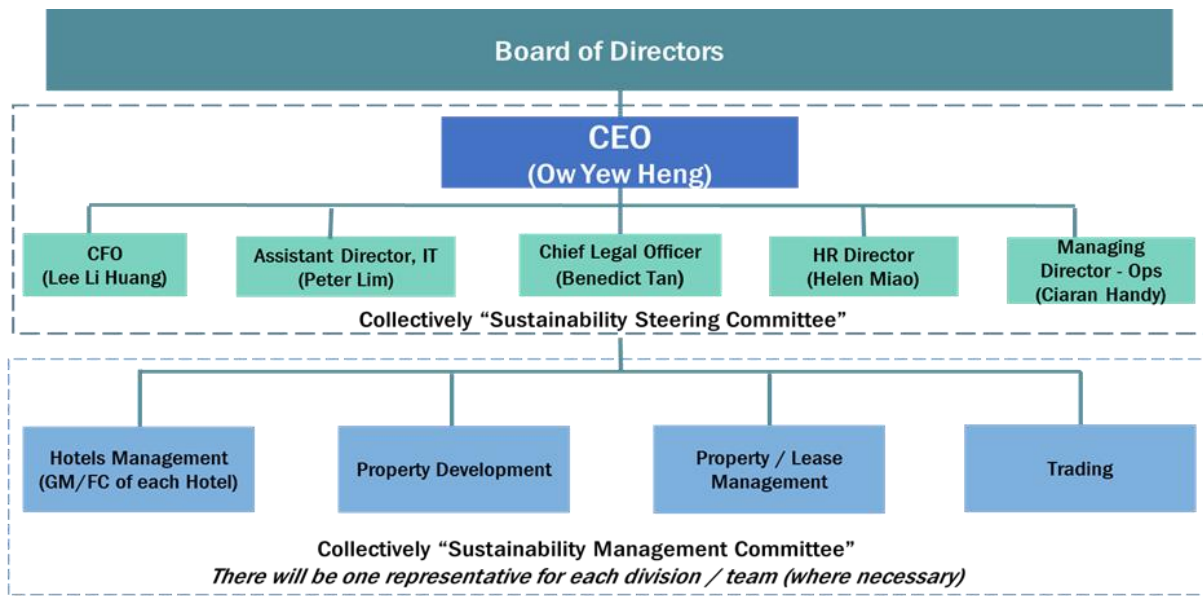 Board of Directors
CEO
(Ow Yew Heng)
CFO
(Lee Li Huang)
Assistant Director, IT
(Peter Lim)
Chief Legal Officer
(Benedict Tan)
HR Director
(Helen Miao)
Managing
Director - Ops
(Ciaran Handy)
Collectively “Sustainability Steering Committee”
Hotels Management
(GM/FC of each Hotel)
Property Development
Property / Lease
Management
Trading
Collectively “Sustainability Management Committee”
There will be one representative for each division / team (where necessary)